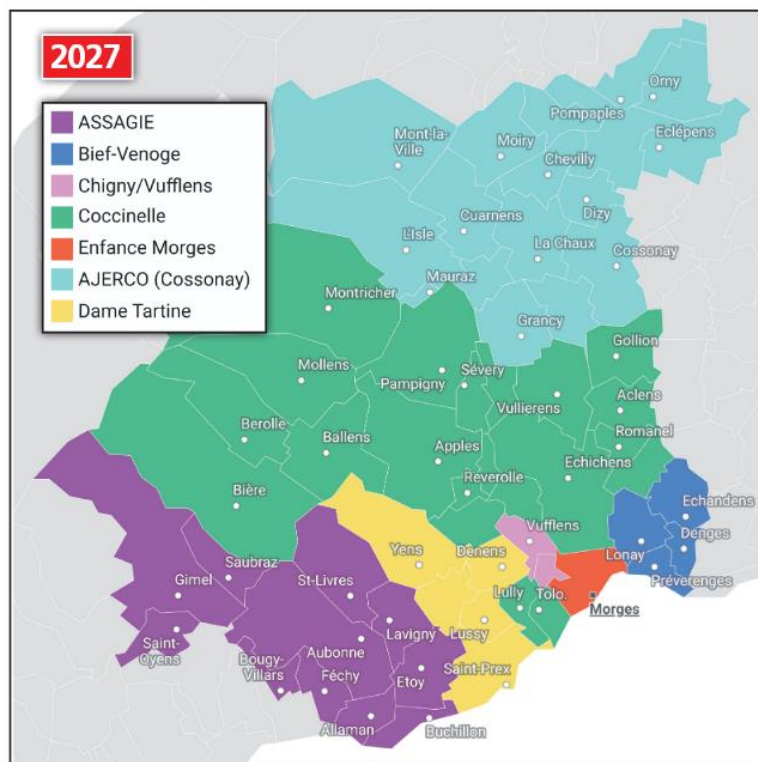 2027
ASSAGIE
Bief-Venoge
Chigny/Vufflens
Coccinelle
Enfance Morges
AJERCO (Cossonay)
Dame Tartine
Orny
Pompaples
Mont-la-
Ville
Moiry
Eclépens
Chevilly
Cuarnens
Dizy
L'Isle
La Chaux
Cossonay
Mauraz
Montricher
Grancy
Gollion
Mollens
Pampigny
Sévery
Vullierens
Aclens
Berolle
Ballens
Apples
Romanel
Bière
Reverolle
Echichens
Echandens
Vufflens
Yens
Denens
Lonay
Denges
Saubraz
Gimel
St-Livres
Préverenges
Lully
Tolo.
Morges
Saint-
Oyens
Lavigny
Lussy
Aubonne
Bougy-
Villars
Féchy
Etoy
Saint-Prex
Allaman
Buchillon